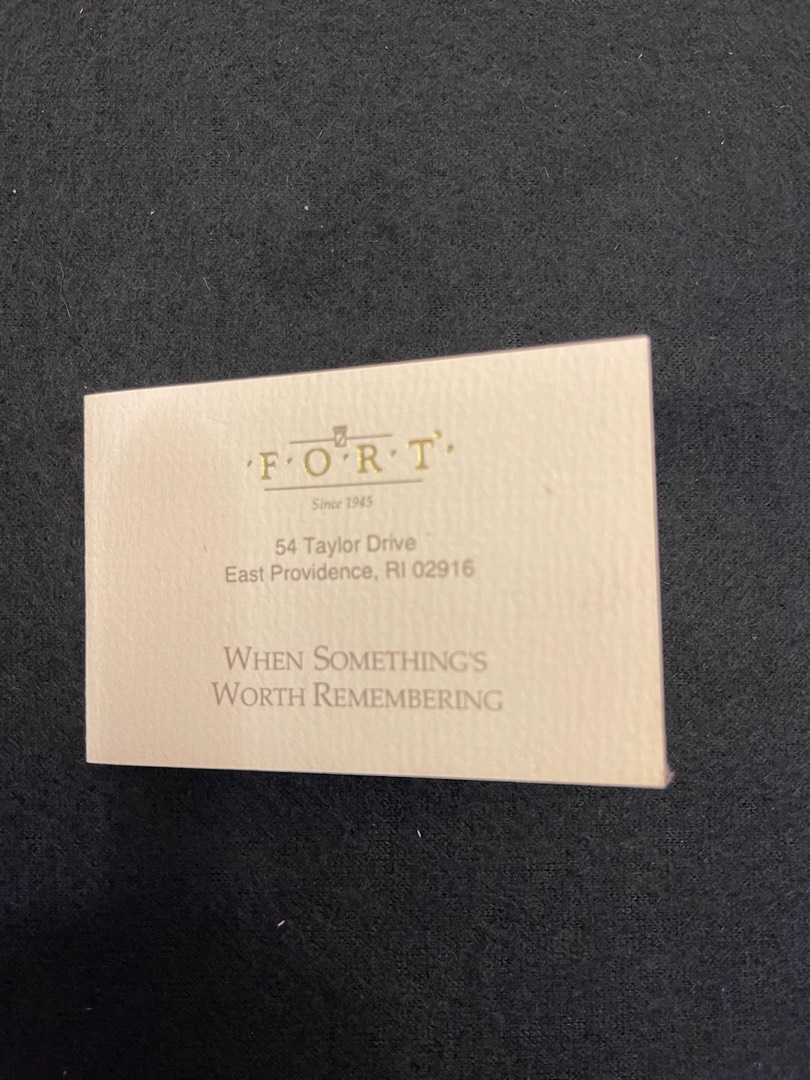 ·F·O·R·T'·
Since 1945
54 Taylor Drive
East Providence, RI 02916
WHEN SOMETHING'S
WORTH REMEMBERING